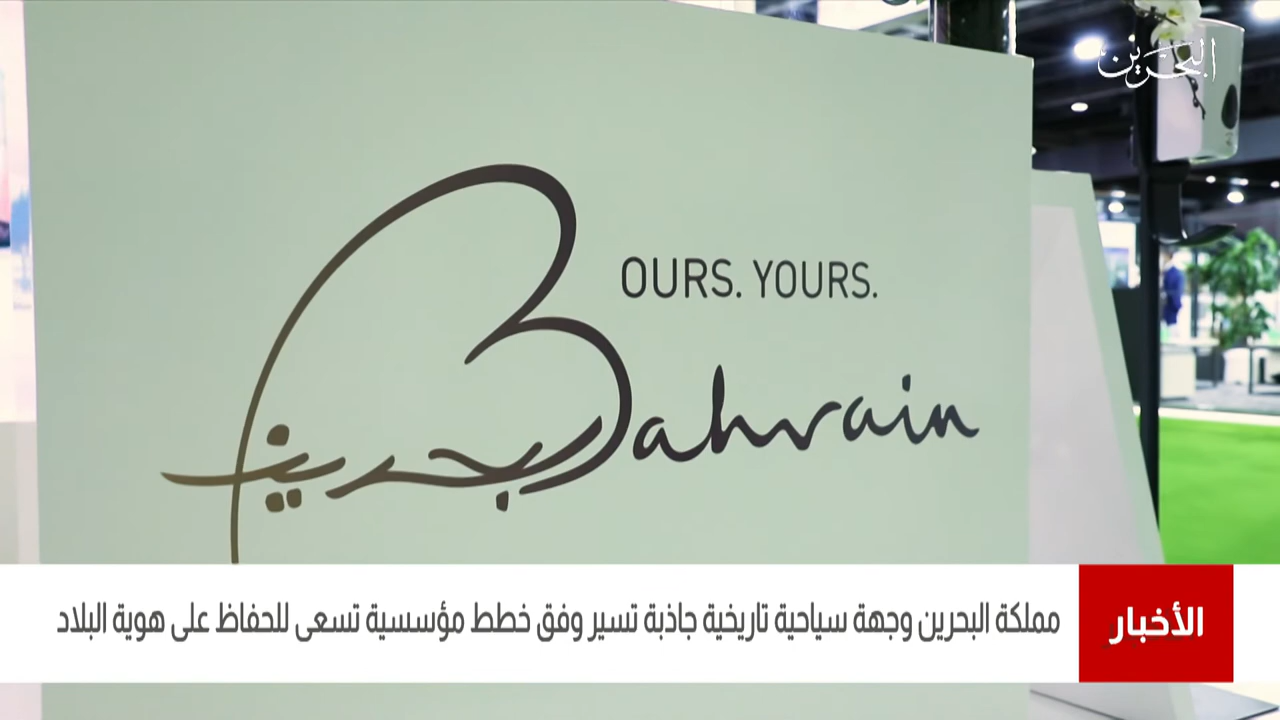 البحرين
OURS. YOURS.
Bahrain
البحرين
الأخبار
مملكة البحرين وجهة سياحية تاريخية جاذبة تسير وفق خطط مؤسسية تسعى للحفاظ على هوية البلاد